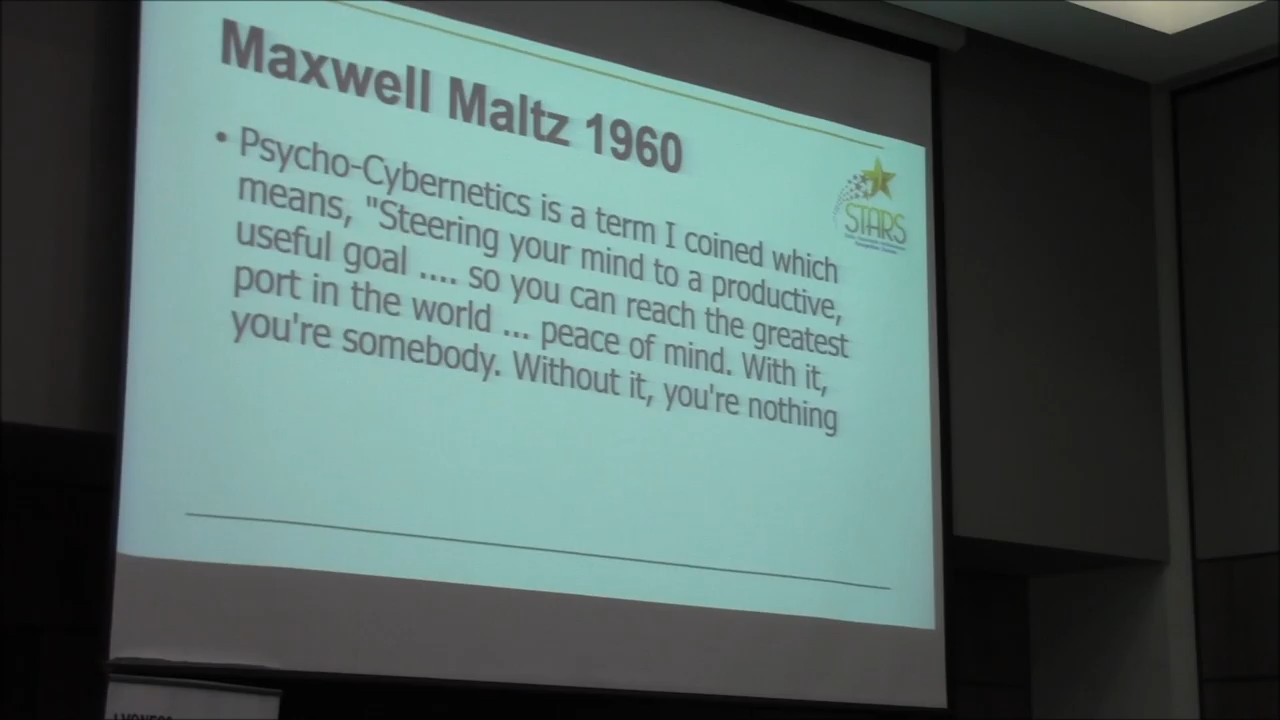 Maxwell Maltz 1960
• Psycho-Cybernetics is a term I coined which
means, "Steering your mind to a productive,
useful goal .... so you can reach the greatest
port in the world ... peace of mind. With it,
you're somebody. Without it, you're nothing
STARS